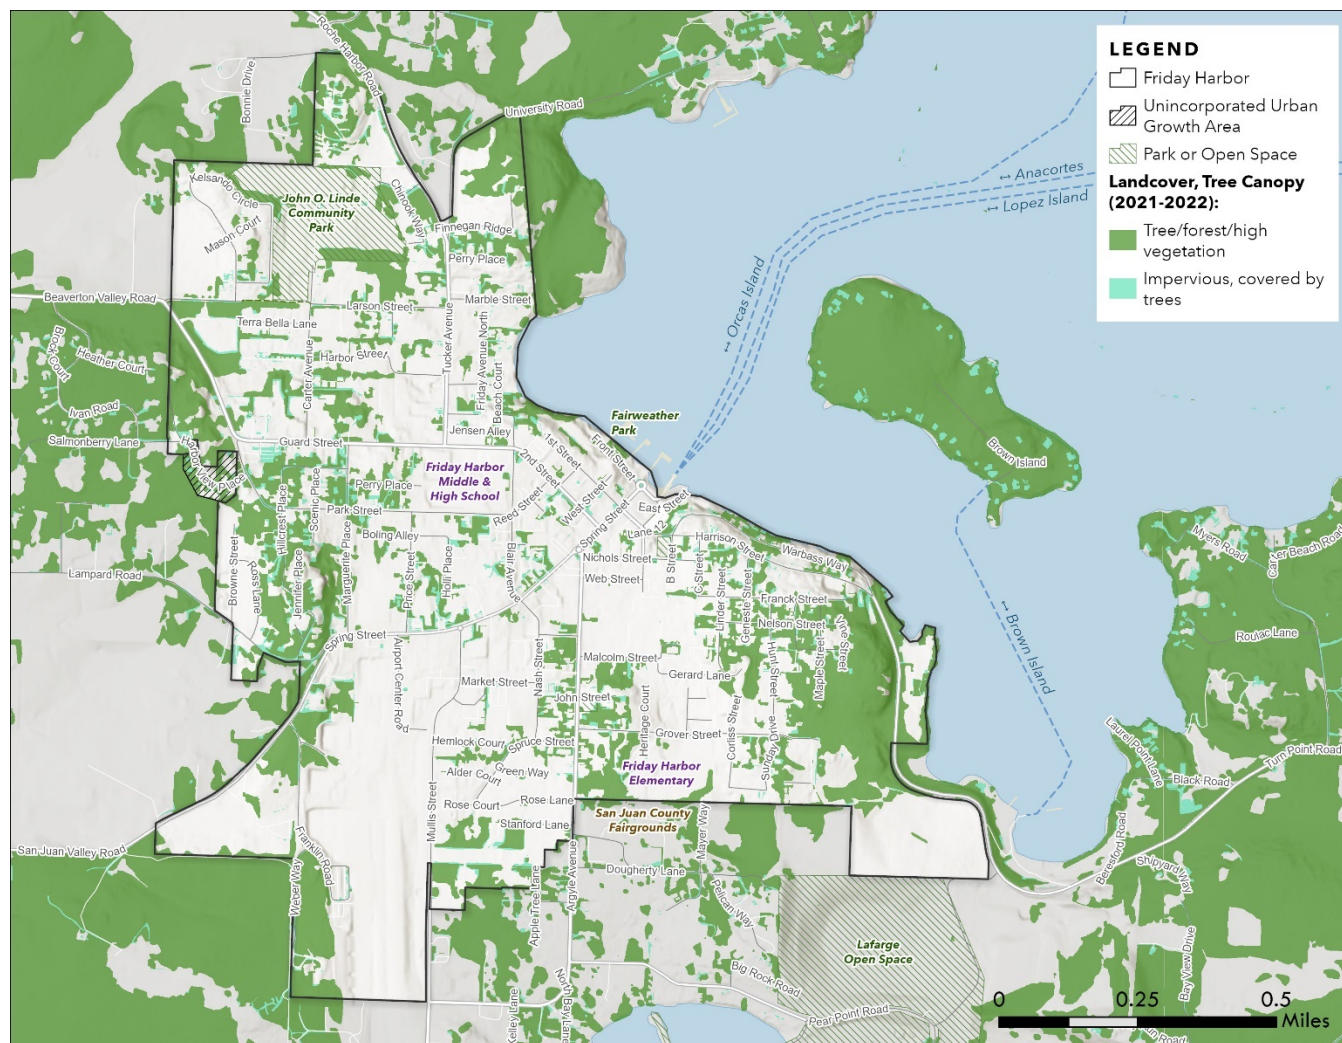 LEGEND
Friday Harbor
Unincorporated Urban
Growth Area
Park or Open Space
Landcover, Tree Canopy
(2021-2022):
Tree/forest/high
vegetation
Impervious, covered by
trees
Roche Harbor Road
Bonnie Drive
University Road
↔ Anacortes
↔ Lopez Island
↔ Orcas Island
Kelsando Circle
John O. Linde
Community
Park
Chinook Way
Mason Court
Finnegan Ridge
Perry Place
Beaverton Valley Road
Larson Street
Marble Street
Terra Bella Lane
Brock Court
Heather Court
Harbor Street
Carter Avenue
Tucker Avenue
Friday Avenue North
Beach Court
Ivan Road
Salmonberry Lane
Harbor View Place
Guard Street
Jensen Alley
Fairweather
Park
1st Street
Front Street
2nd Street
Friday Harbor
Middle &
High School
Brown Island
Perry Place
Scenic Place
Hillcrest Place
Park Street
Reed Street
West Street
Spring Street
East Street
Lane 12
Boling Alley
Harrison Street
Warbass Way
Nichols Street
Web Street
B Street
C Street
Myers Road
Carter Beach Road
Lampard Road
Browne Street
Ross Lane
Jennifer Place
Marguerite Place
Price Street
Holli Place
Blair Avenue
Linder Street
Geneste Street
Franck Street
Nelson Street
Vine Street
Roulac Lane
↔ Brown Island
Spring Street
Airport Center Road
Nash Street
Malcolm Street
Gerard Lane
Hunt Street
Maple Street
Market Street
John Street
Heritage Court
Corliss Street
Sunday Drive
Grover Street
Hemlock Court
Spruce Street
Green Way
Alder Court
Friday Harbor
Elementary
Laurel Point Lane
Turn Point Road
Black Road
Mullis Street
Rose Court
Rose Lane
Stanford Lane
San Juan County
Fairgrounds
Mayer Way
San Juan Valley Road
Franklin Road
Weber Way
Apple Tree Lane
Argyle Avenue
Dougherty Lane
Pelican Way
Beresford Road
Shipyard Way
Lafarge
Open Space
Bay View Drive
Big Rock Road
Kelley Lane
North Bay Lane
Pear Point Road
0
0.25
0.5
Miles